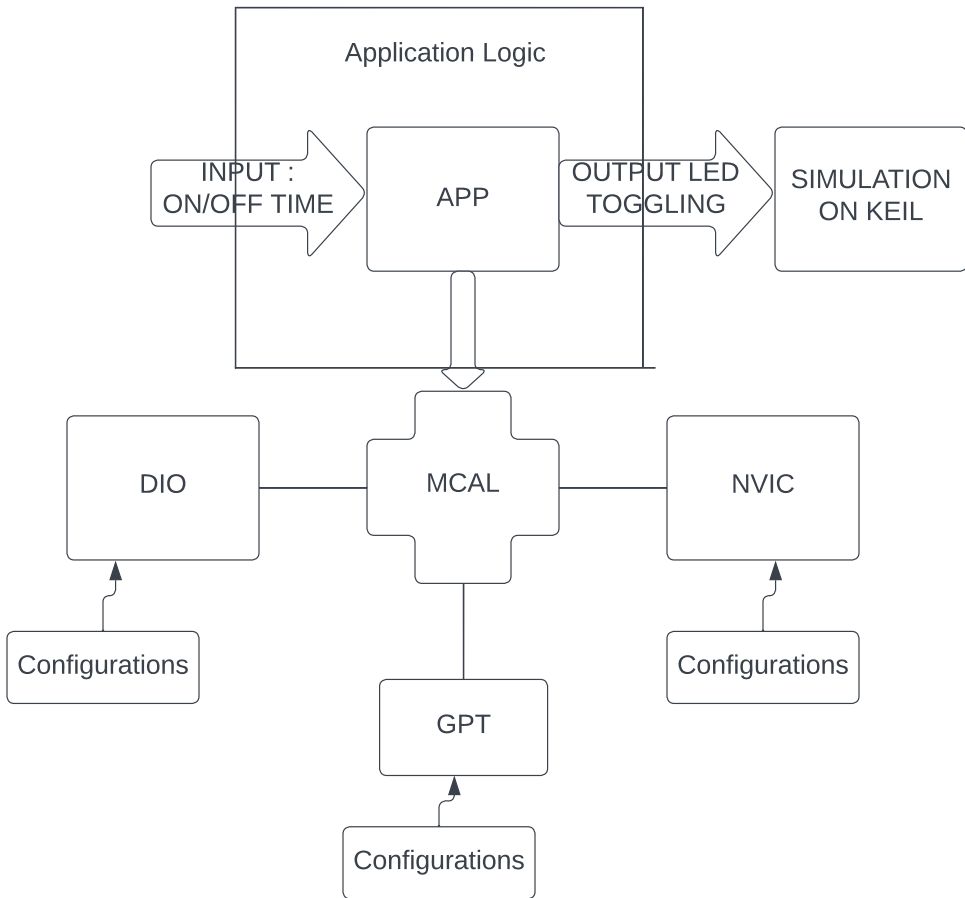 Application Logic
INPUT :
ON/OFF TIME
APP
OUTPUT LED
TOGGLING
SIMULATION
ON KEIL
DIO
MCAL
NVIC
Configurations
Configurations
GPT
Configurations